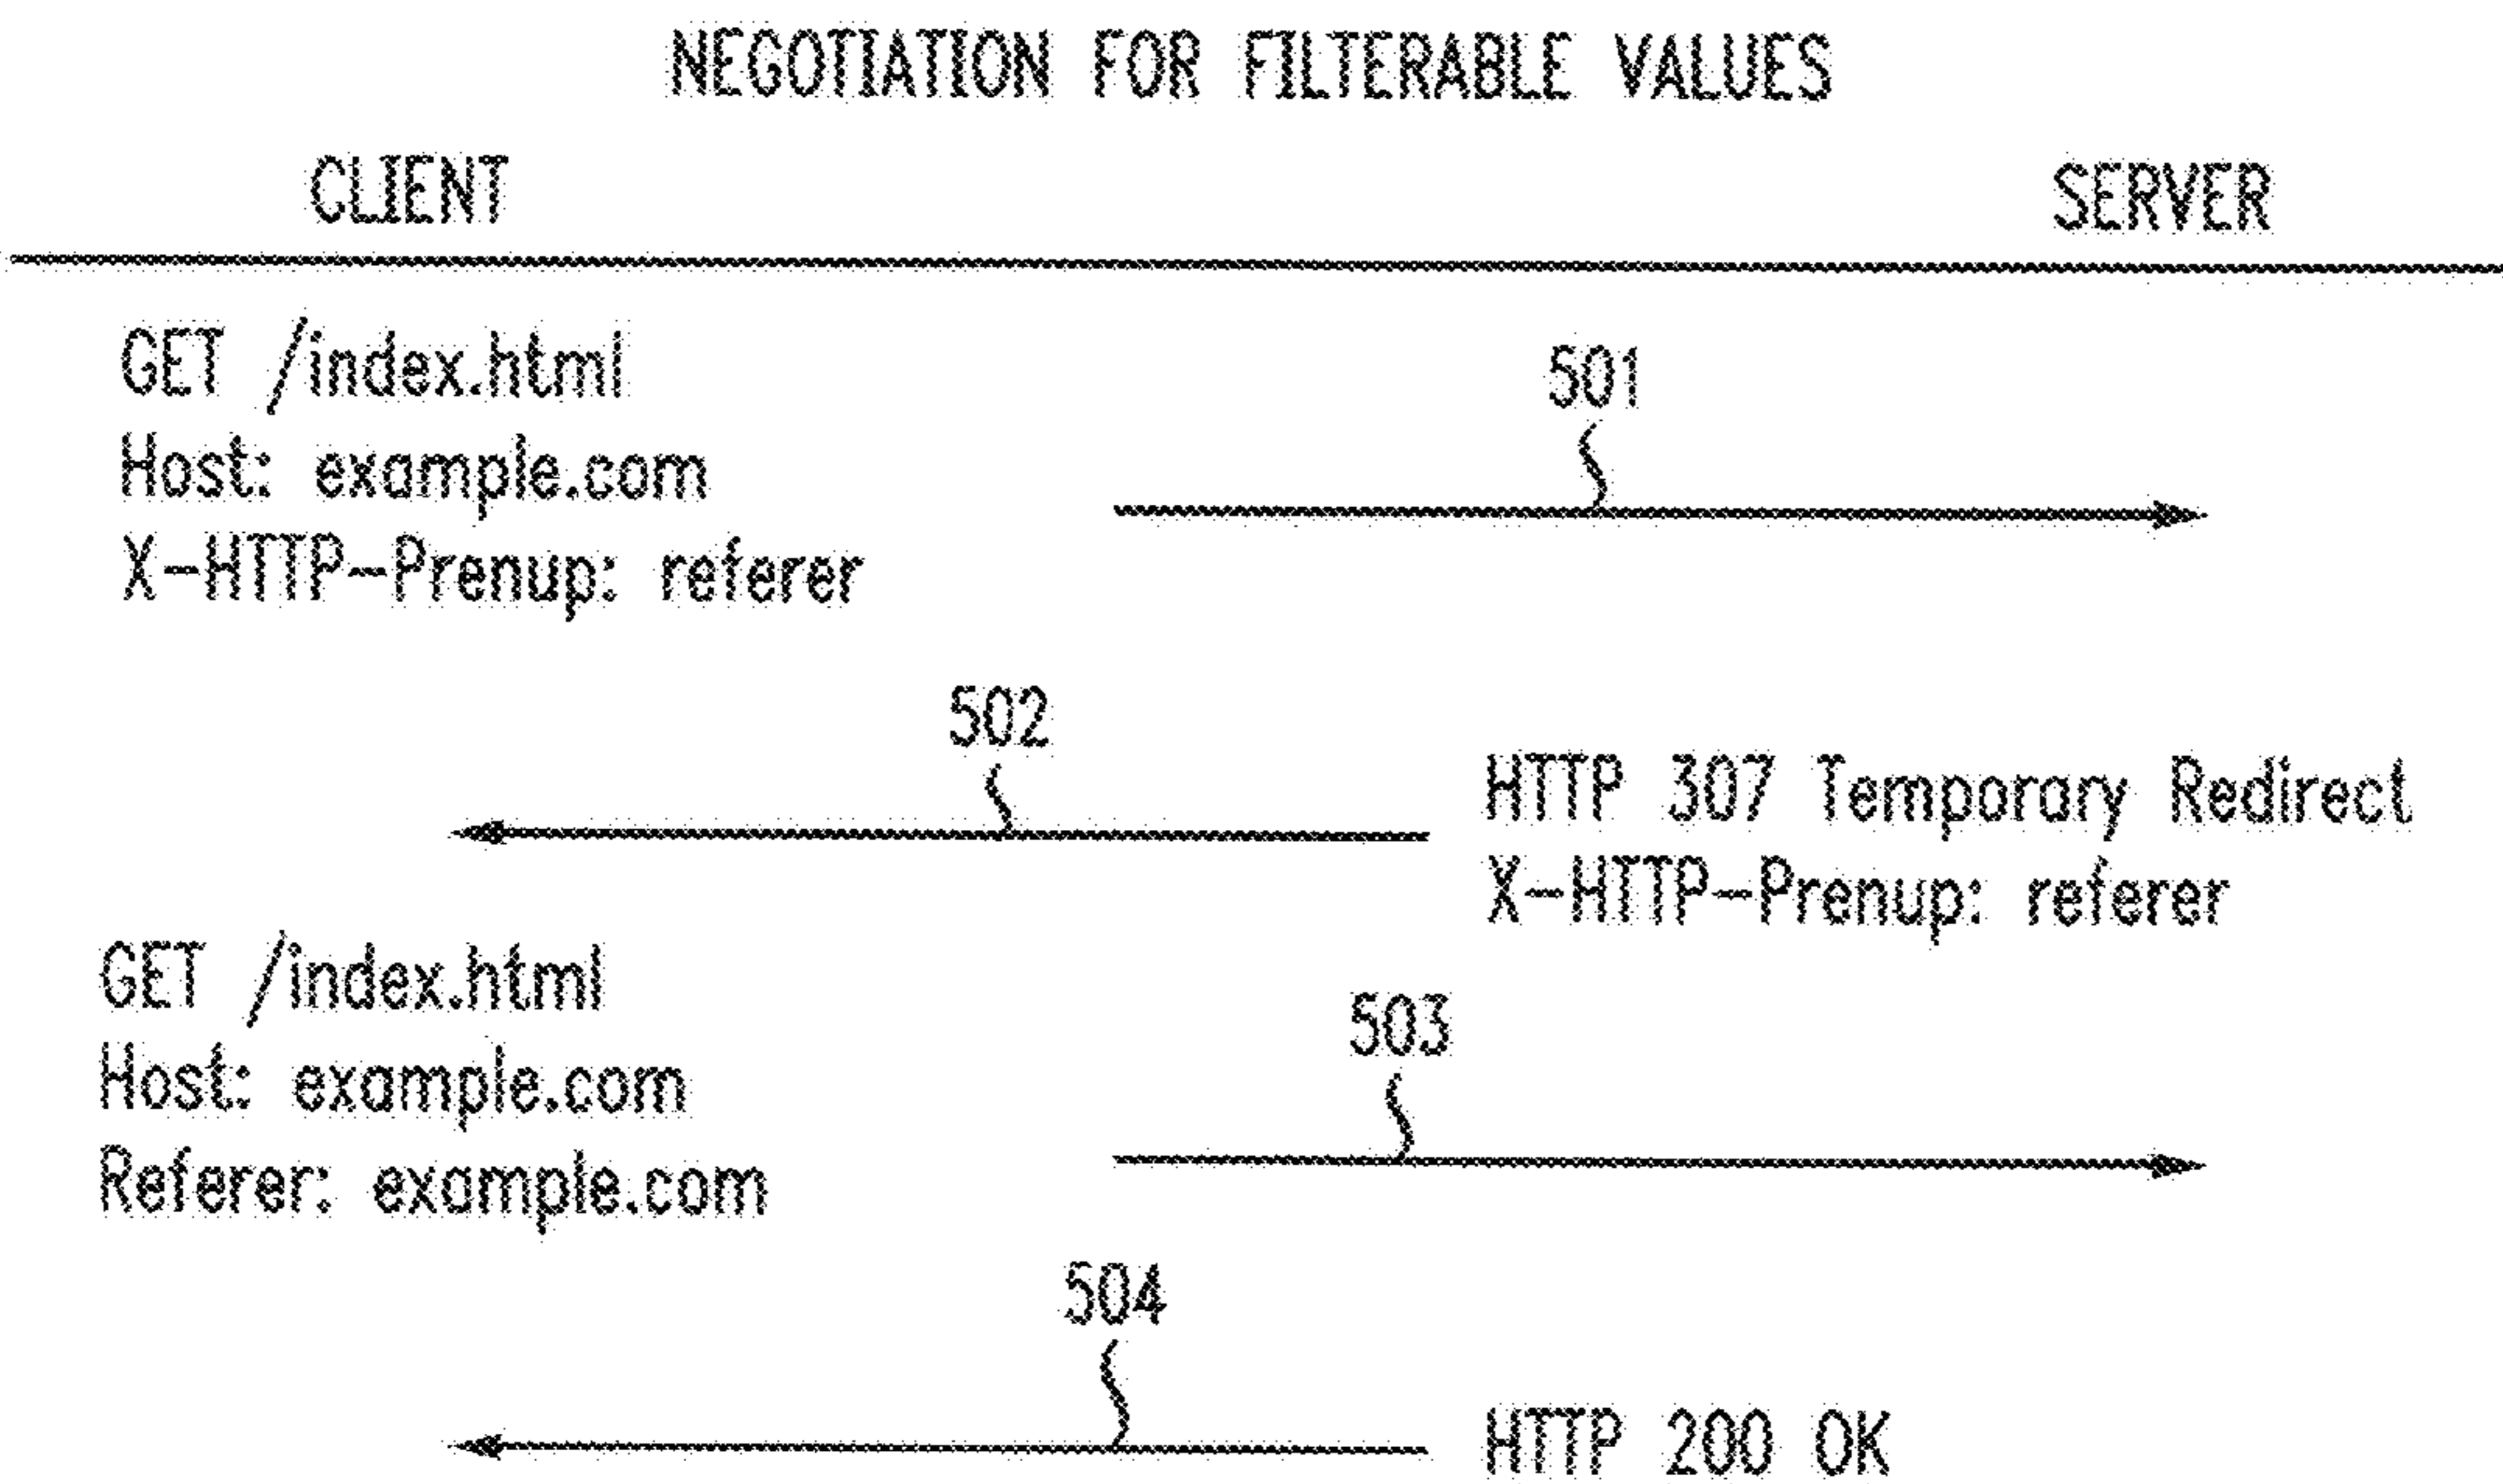 NEGOTIATION FOR FILTERABLE VALUES
CLIENT
SERVER
GET /index.html
Host: example.com
X-HTTP-Prenup: referer
501
502
HTTP 307 Temporary Redirect
X-HTTP-Prenup: referer
GET /index.html
Host: example.com
Referer: example.com
503
504
HTTP 200 OK